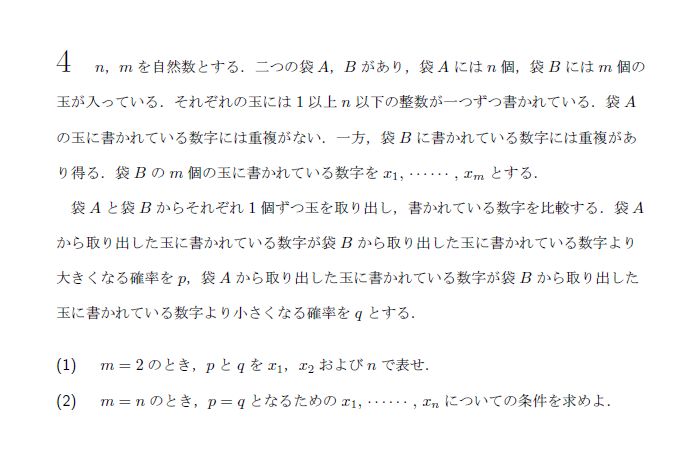 4　n，m を自然数とする．二つの袋 A，B があり，袋 A には n 個，袋 B には m 個の
玉が入っている．それぞれの玉には 1 以上 n 以下の整数が一つずつ書かれている．袋 A
の玉に書かれている数字には重複がない．一方，袋 B に書かれている数字には重複があ
り得る．袋 B の m 個の玉に書かれている数字を x₁, ⋯⋯ , xₘ とする．
袋 A と袋 B からそれぞれ 1 個ずつ玉を取り出し，書かれている数字を比較する．袋 A
から取り出した玉に書かれている数字が袋 B から取り出した玉に書かれている数字より
大きくなる確率を p，袋 A から取り出した玉に書かれている数字が袋 B から取り出した
玉に書かれている数字より小さくなる確率を q とする．
(1)　m = 2 のとき，p と q を x₁，x₂ および n で表せ．
(2)　m = n のとき，p = q となるための x₁, ⋯⋯ , xₙ についての条件を求めよ．